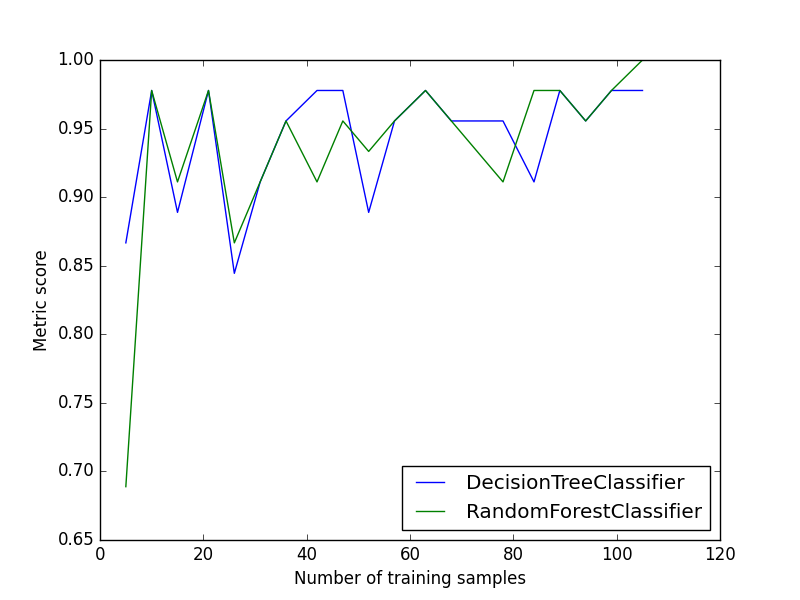 1.00
0.95
0.90
0.85
0.80
0.75
0.70
0.65
Metric score
0 20 40 60 80 100 120
Number of training samples
DecisionTreeClassifier
RandomForestClassifier